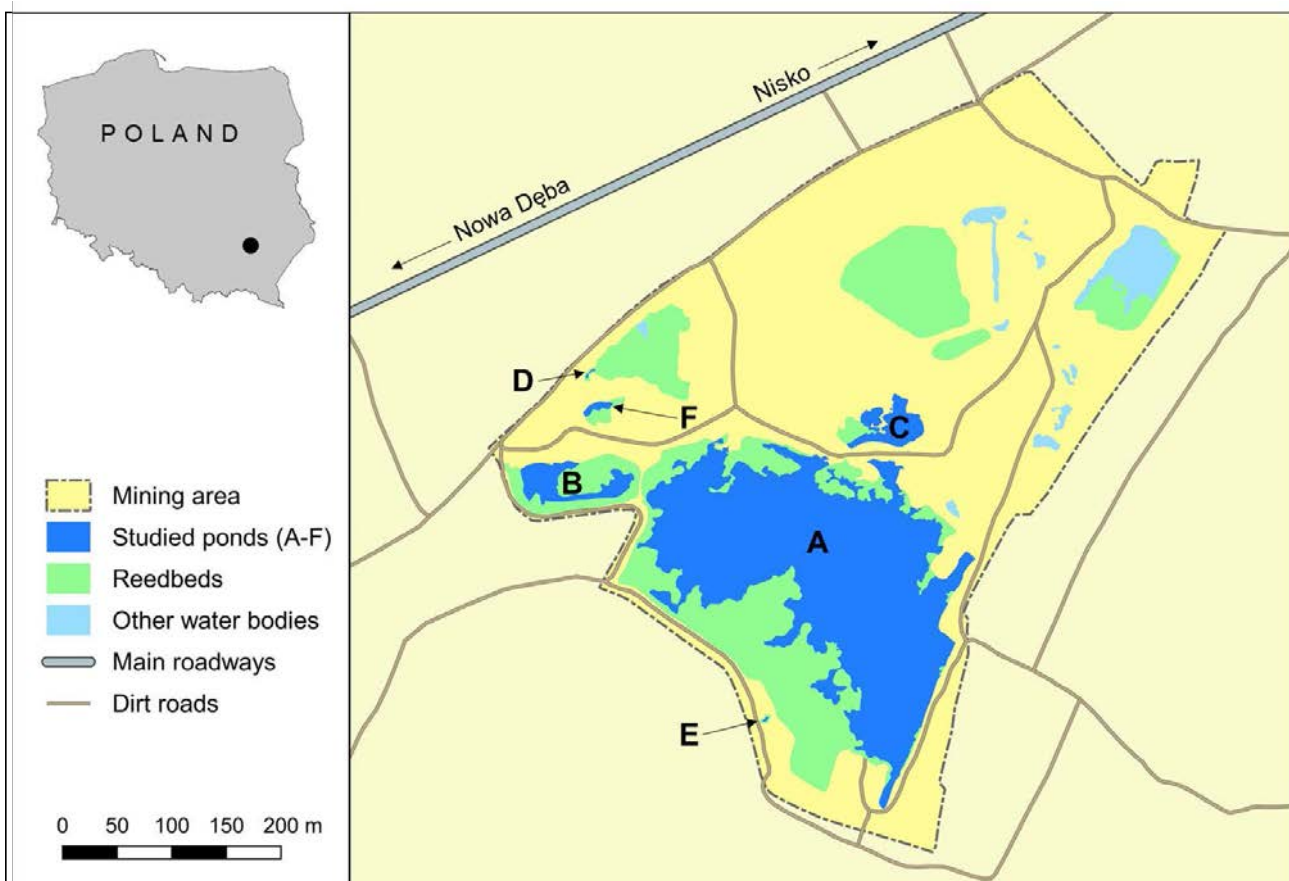 POLAND
Mining area
Studied ponds (A-F)
Reedbeds
Other water bodies
Main roadways
Dirt roads
0 50 100 150 200 m
Nisko
Nowa Dęba
D
F
C
B
A
E